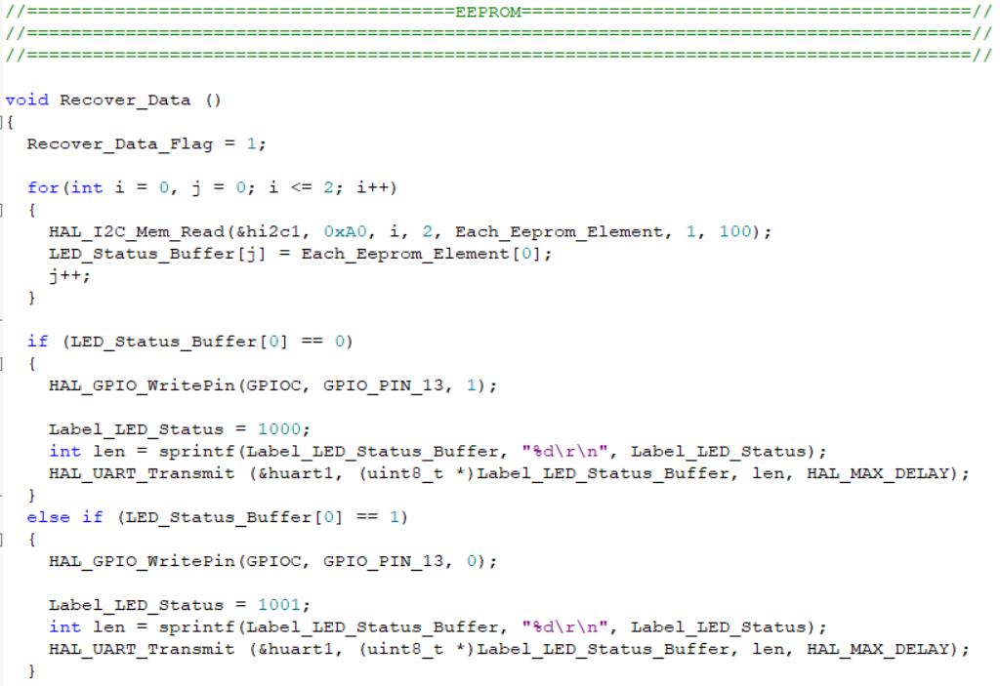 //=======================================EEPROM=========================================//
//======================================================================================//
//======================================================================================//
void Recover_Data ()
{
Recover_Data_Flag = 1;
for(int i = 0, j = 0; i <= 2; i++)
{
HAL_I2C_Mem_Read(&hi2c1, 0xA0, i, 2, Each_Eeprom_Element, 1, 100);
LED_Status_Buffer[j] = Each_Eeprom_Element[0];
j++;
}
if (LED_Status_Buffer[0] == 0)
{
HAL_GPIO_WritePin(GPIOC, GPIO_PIN_13, 1);
Label_LED_Status = 1000;
int len = sprintf(Label_LED_Status_Buffer, "%d\r\n", Label_LED_Status);
HAL_UART_Transmit (&huart1, (uint8_t *)Label_LED_Status_Buffer, len, HAL_MAX_DELAY);
}
else if (LED_Status_Buffer[0] == 1)
{
HAL_GPIO_WritePin(GPIOC, GPIO_PIN_13, 0);
Label_LED_Status = 1001;
int len = sprintf(Label_LED_Status_Buffer, "%d\r\n", Label_LED_Status);
HAL_UART_Transmit (&huart1, (uint8_t *)Label_LED_Status_Buffer, len, HAL_MAX_DELAY);
}